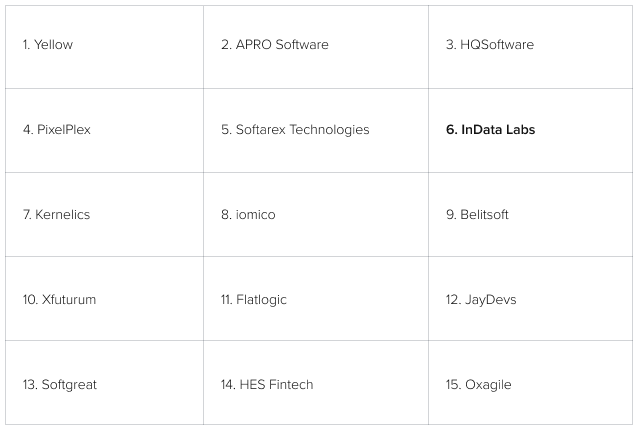 1. Yellow
2. APRO Software
3. HQSoftware
4. PixelPlex
5. Softarex Technologies
6. InData Labs
7. Kernelics
8. iomico
9. Belitsoft
10. Xfuturum
11. Flatlogic
12. JayDevs
13. Softgreat
14. HES Fintech
15. Oxagile